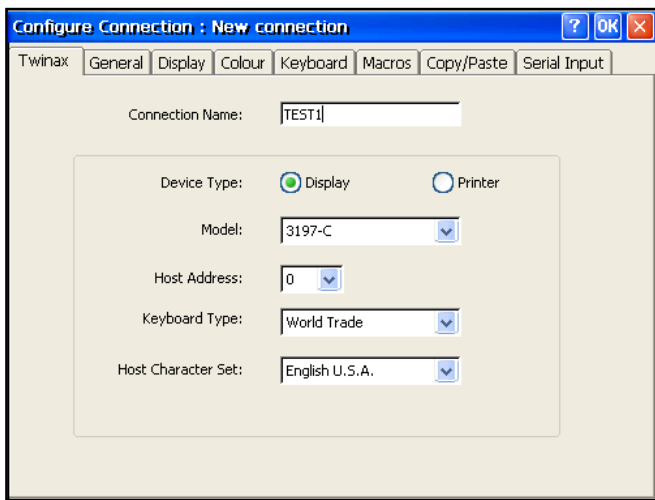 Configure Connection : New connection ? OK X
Twinax General Display Colour Keyboard Macros Copy/Paste Serial Input
Connection Name: TEST1
Device Type: Display Printer
Model: 3197-C
Host Address: 0
Keyboard Type: World Trade
Host Character Set: English U.S.A.